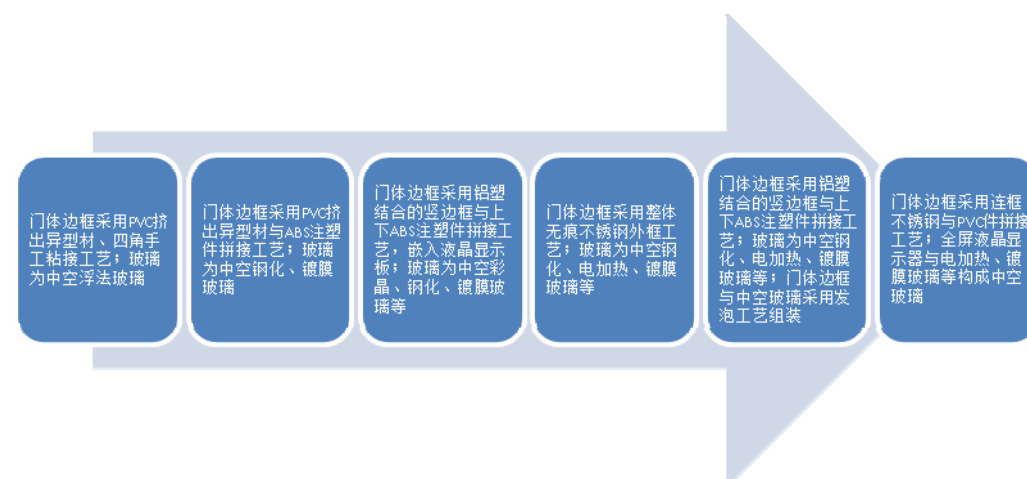 门体边框采用PVC挤
出异型材、四角手
工粘接工艺；玻璃
为中空浮法玻璃
门体边框采用PVC挤
出异型材与ABS注塑
件拼接工艺；玻璃
为中空钢化、镀膜
玻璃
门体边框采用铝塑
结合的竖边框与上
下ABS注塑件拼接工
艺，嵌入液晶显示
板；玻璃为中空彩
晶、钢化、镀膜玻
璃等
门体边框采用整体
无痕不锈钢外框工
艺；玻璃为中空钢
化、电加热、镀膜
玻璃等
门体边框采用铝塑
结合的竖边框与上
下ABS注塑件拼接工
艺；玻璃为中空钢
化、电加热、镀膜
玻璃等；门体边框
与中空玻璃采用发
泡工艺组装
门体边框采用连框
不锈钢与PVC件拼接
工艺；全屏液晶显
示器与电加热、镀
膜玻璃等构成中空
玻璃